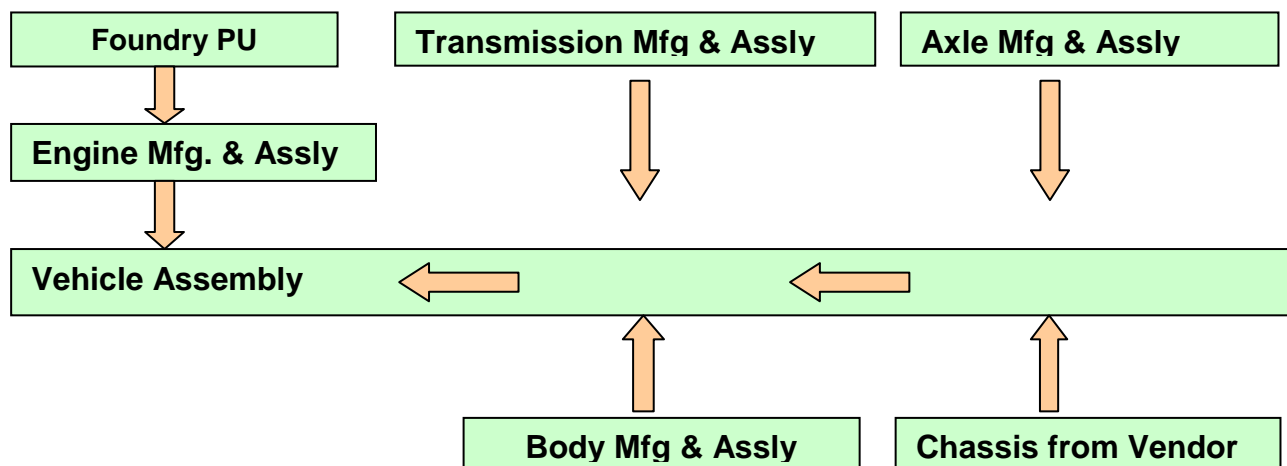 Foundry PU
Transmission Mfg & Assly
Axle Mfg & Assly
Engine Mfg. & Assly
Vehicle Assembly
Body Mfg & Assly
Chassis from Vendor